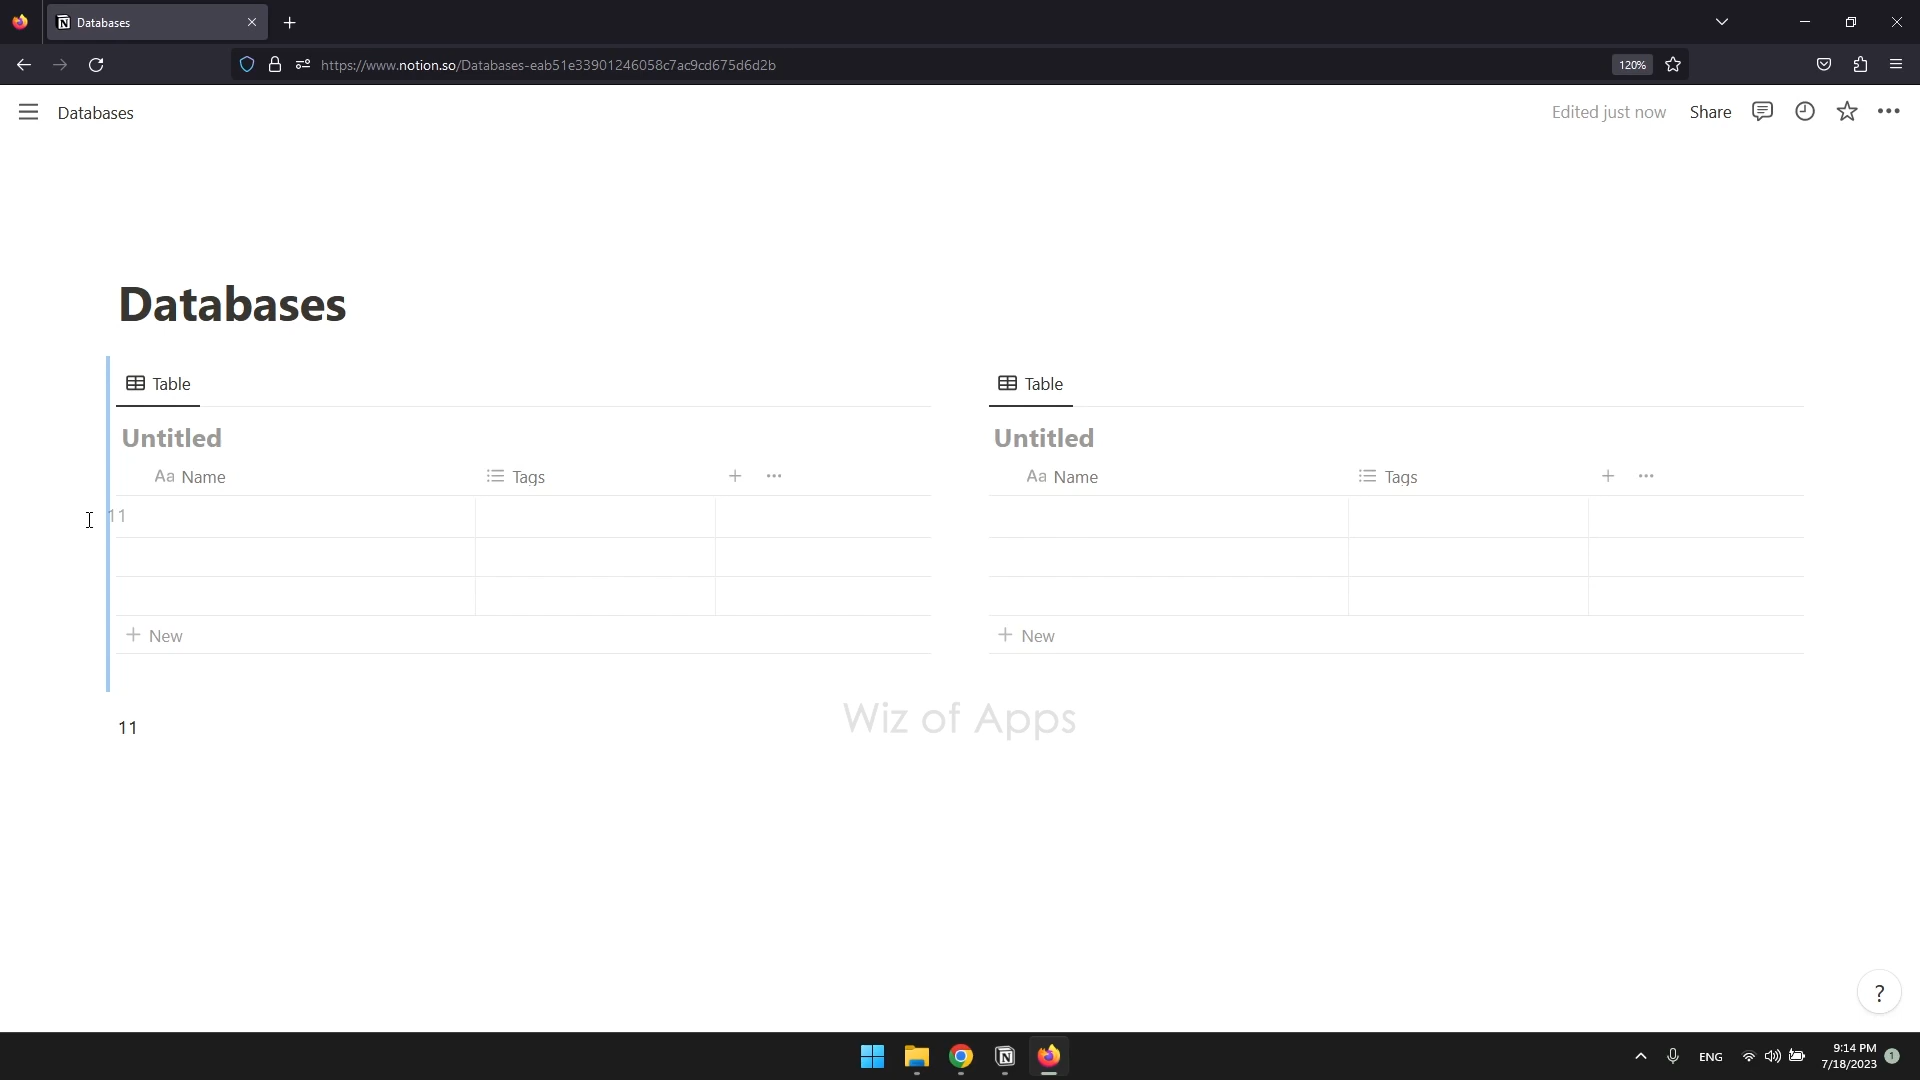 Databases
https://www.notion.so/Databases-eab51e33901246058c7ac9cd675d6d2b
120%
Databases
Edited just now
Share
Databases
Table
Table
Untitled
Untitled
Aa Name
Tags
Aa Name
Tags
11
New
New
11
Wiz of Apps
?
ENG
9:14 PM
7/18/2023
1